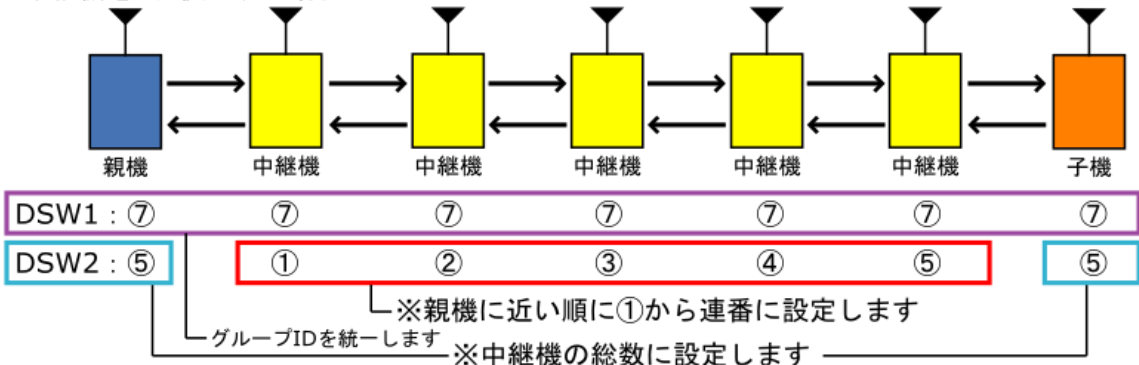 親機 中継機 中継機 中継機 中継機 中継機 子機
DSW1：⑦ ⑦ ⑦ ⑦ ⑦ ⑦ ⑦
DSW2：⑤ ① ② ③ ④ ⑤ ⑤
※親機に近い順に①から連番に設定します
グループIDを統一します
※中継機の総数に設定します